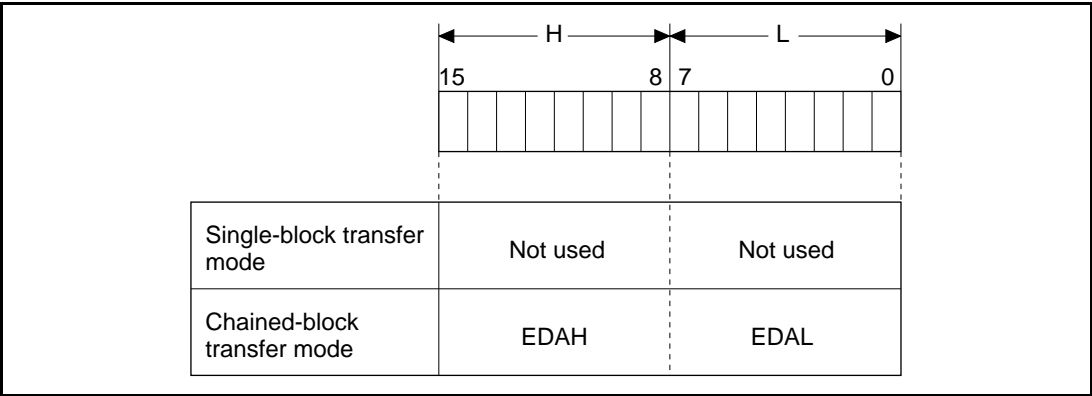 H L
15 8 7 0
Single-block transfer
mode
Not used Not used
Chained-block
transfer mode
EDAH EDAL